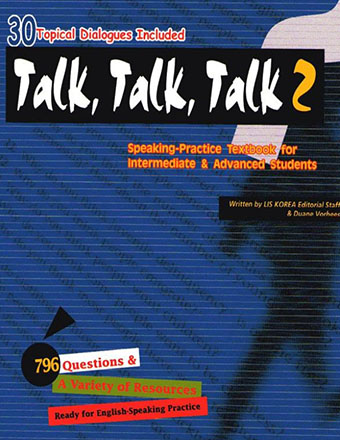 30 Topical Dialogues Included
Talk, Talk, Talk 2
Speaking-Practice Textbook for
Intermediate & Advanced Students
Written by LIS KOREA Editorial Staff
& Duane Vorhees
796 Questions &
A Variety of Resources
Ready for English-Speaking Practice